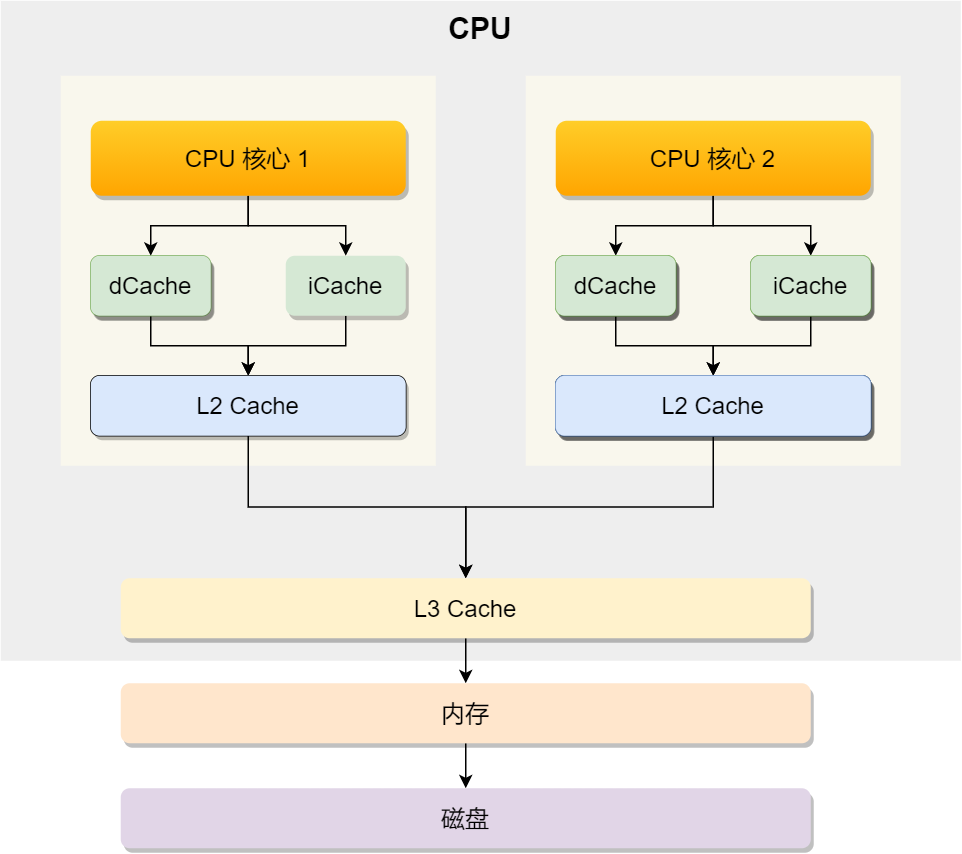 CPU
CPU 核心 1
CPU 核心 2
dCache
iCache
dCache
iCache
L2 Cache
L2 Cache
L3 Cache
内存
磁盘